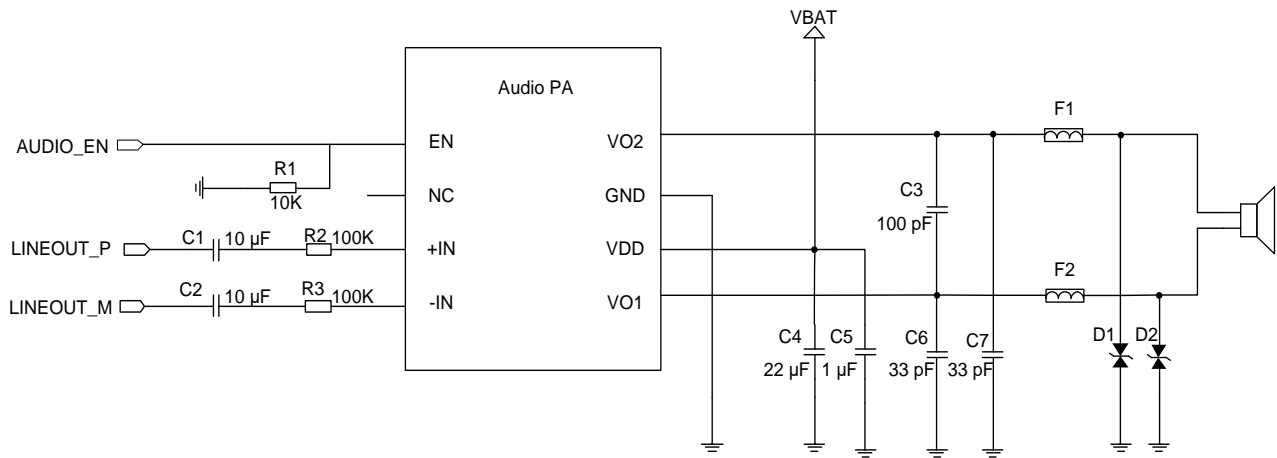 VBAT
Audio PA
F1
AUDIO_EN
EN
VO2
R1
10K
NC
GND
C3
100 pF
LINEOUT_P
C1
10 µF
R2
100K
+IN
VDD
F2
LINEOUT_M
C2
10 µF
R3
100K
-IN
VO1
C4
22 µF
C5
1 µF
C6
33 pF
C7
33 pF
D1
D2